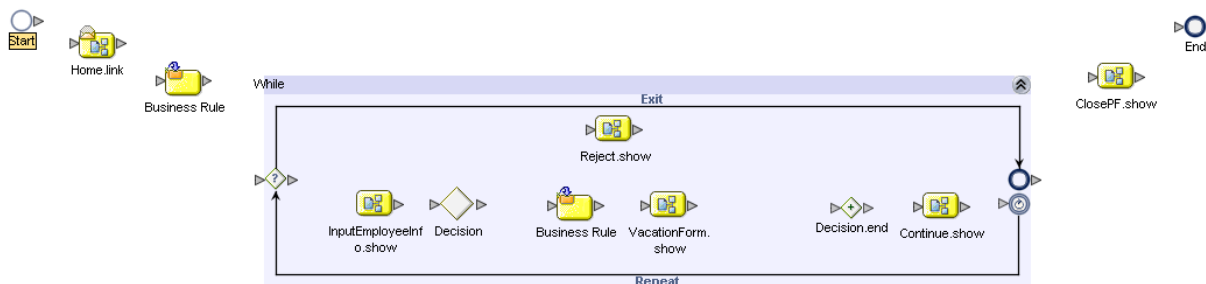 Start
End
Home.link
Business Rule
While
Exit
ClosePF.show
Reject.show
?
InputEmployeeInf
o.show
Decision
Business Rule
VacationForm.
show
Decision.end
Continue.show
Repeat